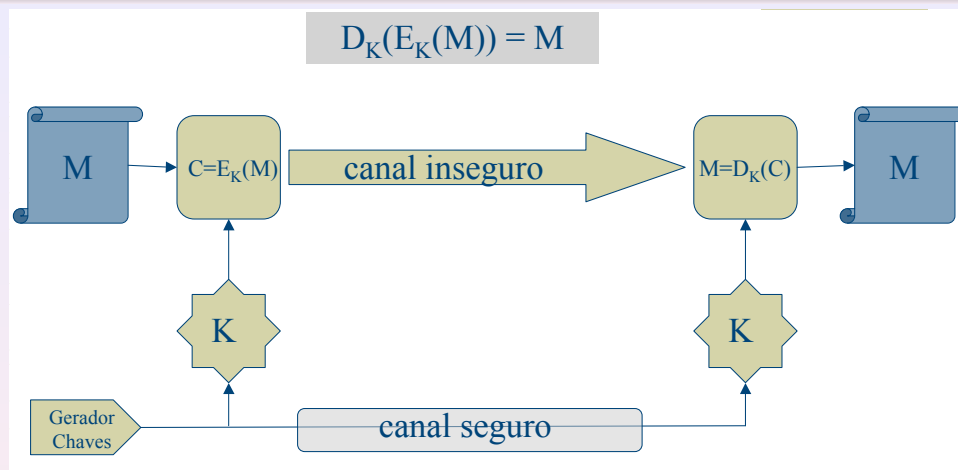 D_K(E_K(M)) = M
M
C=E_K(M)
canal inseguro
M=D_K(C)
M
K
K
Gerador
Chaves
canal seguro